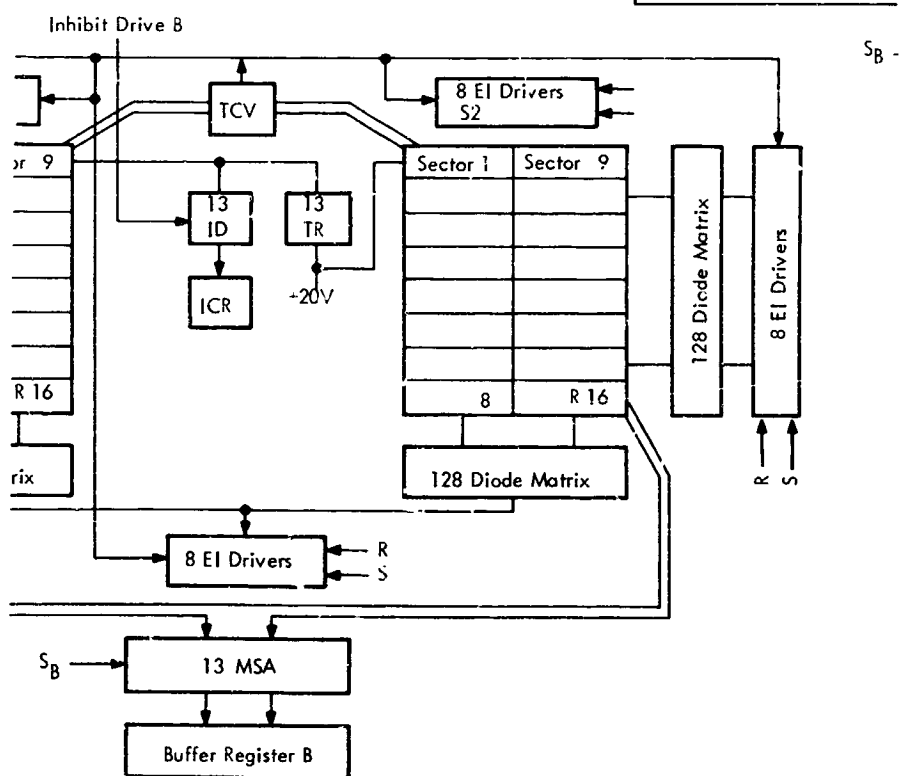 Inhibit Drive B
S_B -
8 EI Drivers
S2
TCV
or 9
Sector 1
Sector 9
13
ID
13
TR
ICR
+20V
128 Diode Matrix
8 EI Drivers
R 16
8
R 16
R
S
rix
128 Diode Matrix
8 EI Drivers
R
S
S_B
13 MSA
Buffer Register B